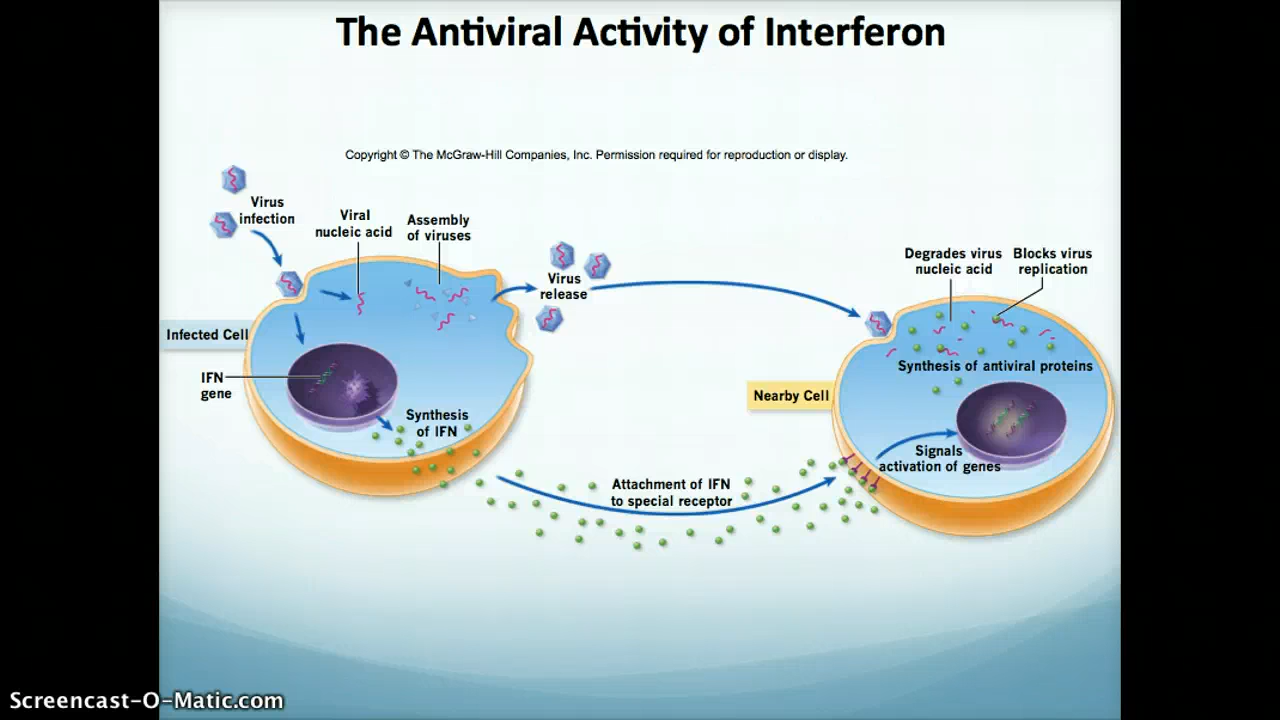 The Antiviral Activity of Interferon
Copyright © The McGraw-Hill Companies, Inc. Permission required for reproduction or display.
Virus
infection
Viral
nucleic acid
Assembly
of viruses
Virus
release
Degrades virus
nucleic acid
Blocks virus
replication
Infected Cell
IFN
gene
Synthesis
of IFN
Synthesis of antiviral proteins
Nearby Cell
Signals
activation of genes
Attachment of IFN
to special receptor
Screencast-O-Matic.com